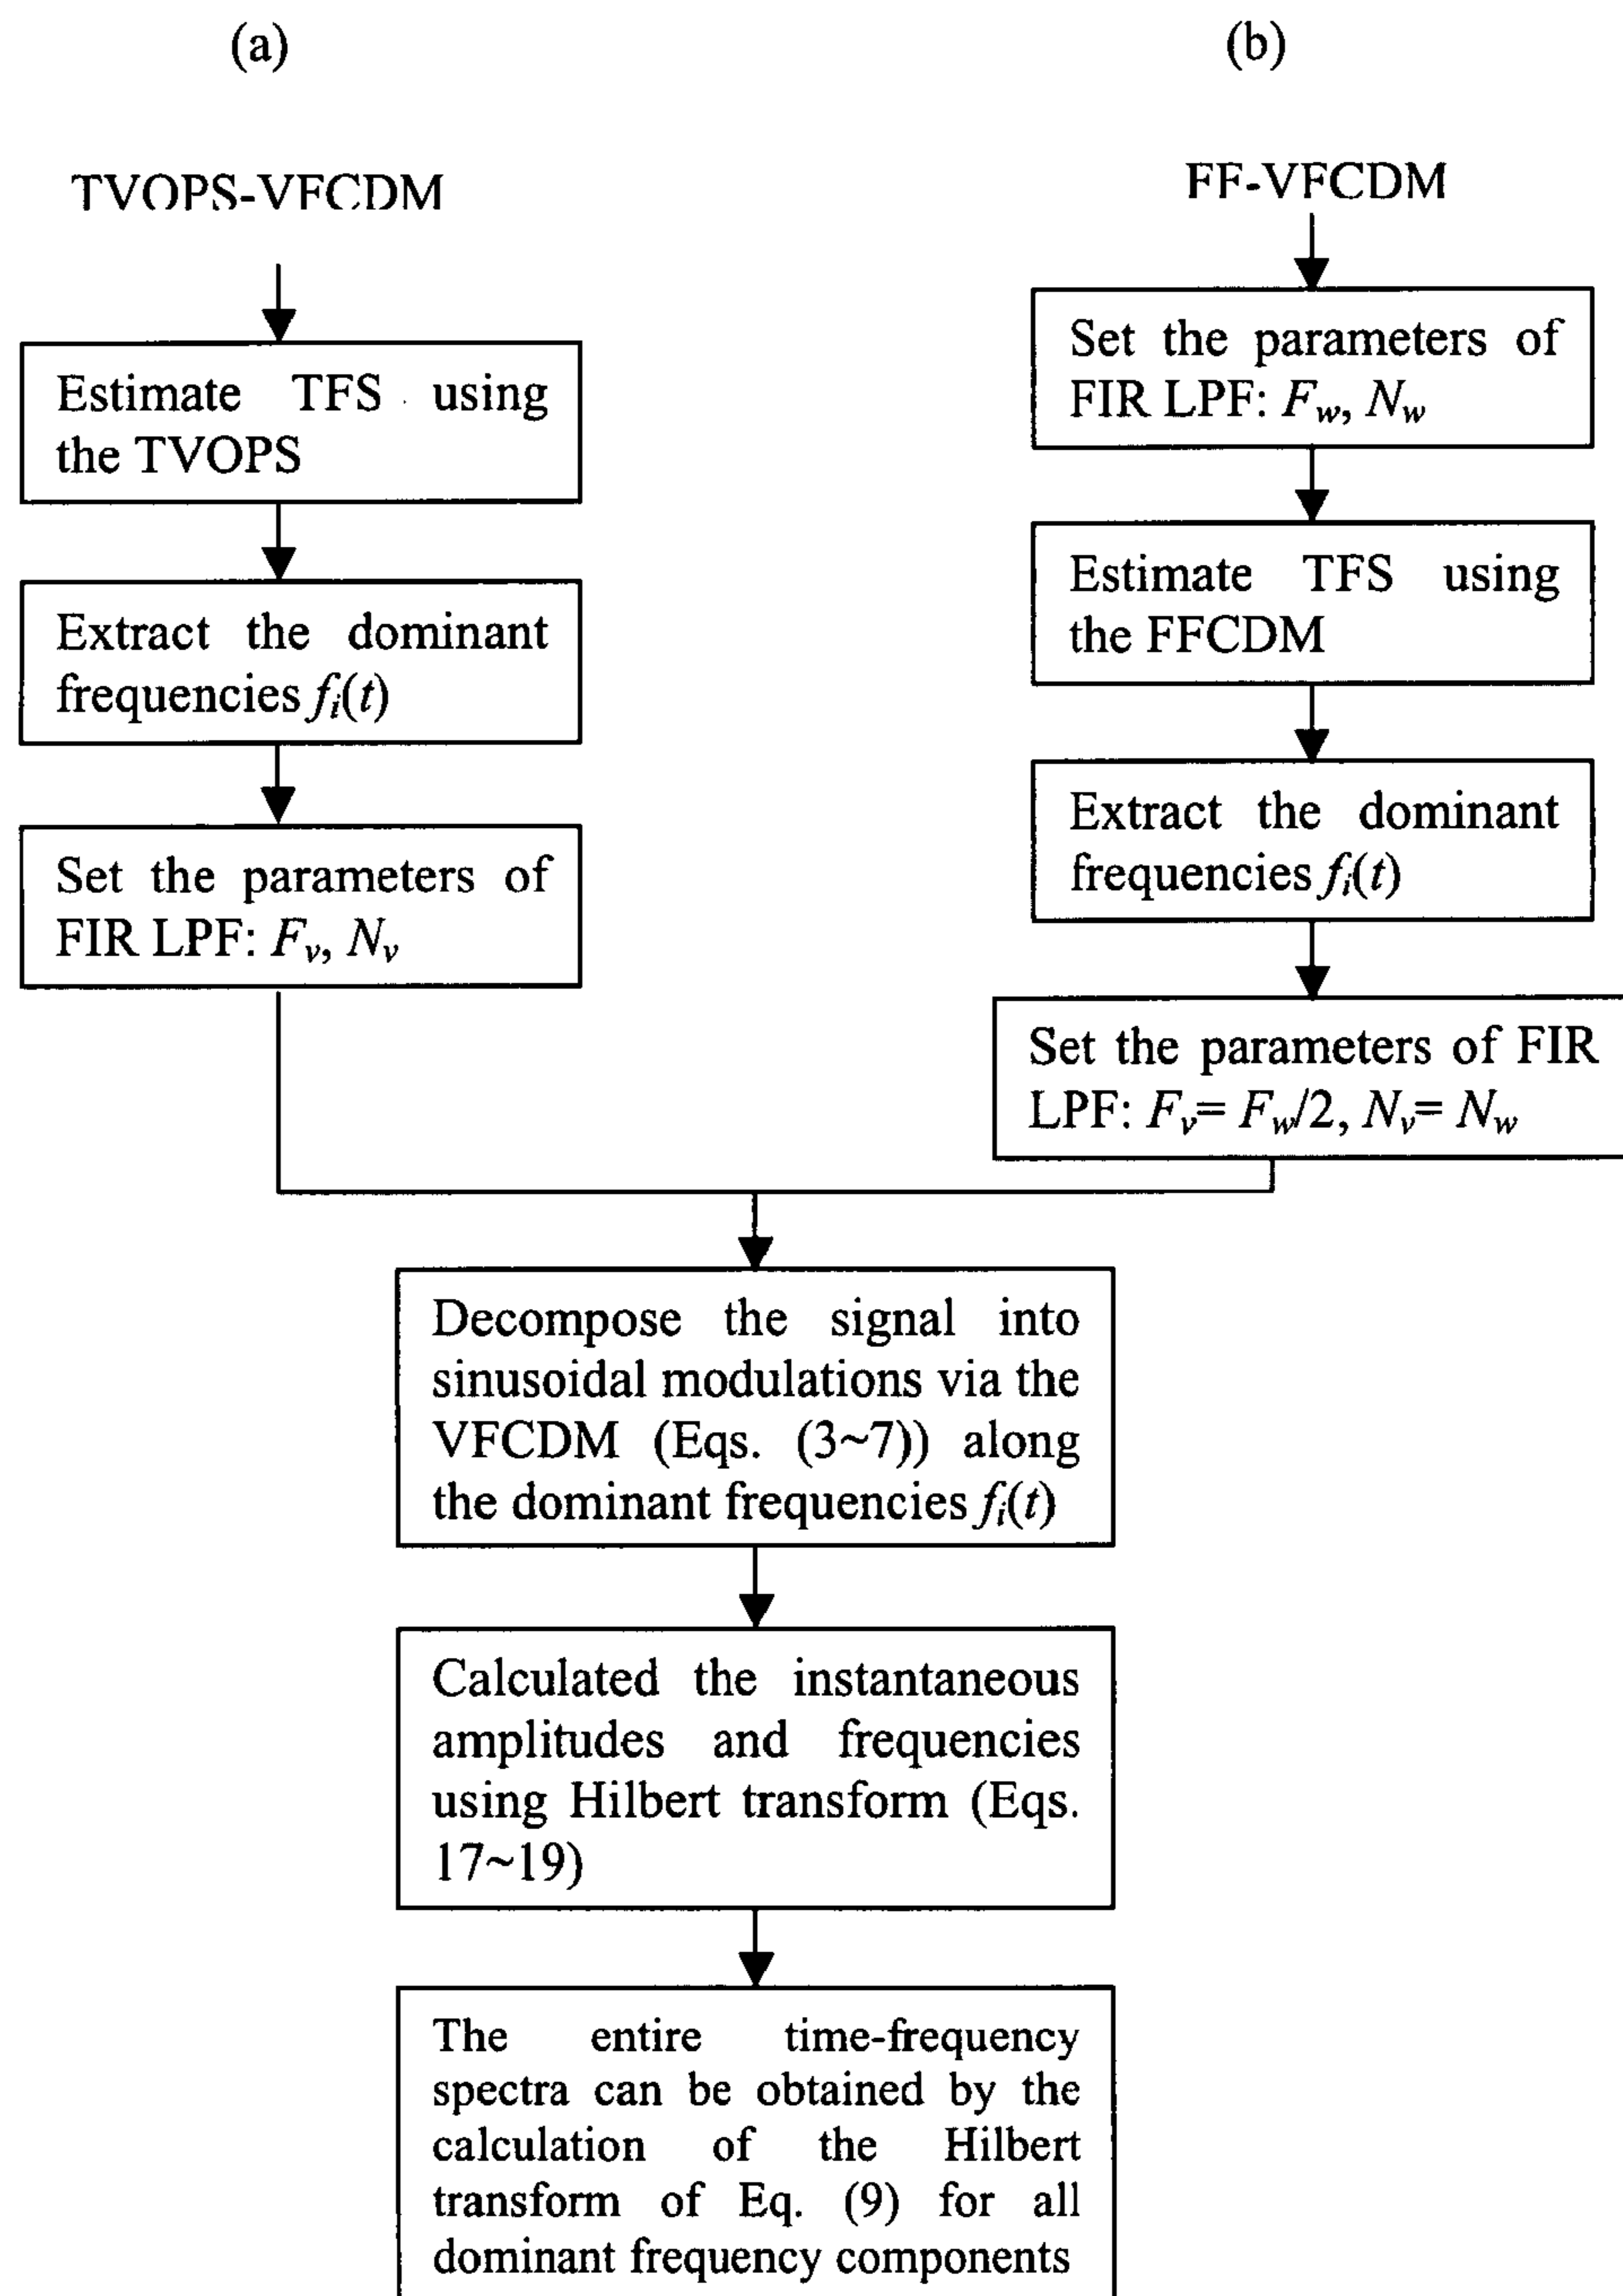 (a)
TVOPS-VFCDM
Estimate TFS using
the TVOPS
Extract the dominant
frequencies fi(t)
Set the parameters of
FIR LPF: Fv, Nv
(b)
FF-VFCDM
Set the parameters of
FIR LPF: Fw, Nw
Estimate TFS using
the FFCDM
Extract the dominant
frequencies fi(t)
Set the parameters of FIR
LPF: Fv= Fw/2, Nv= Nw
Decompose the signal into
sinusoidal modulations via the
VFCDM (Eqs. (3~7)) along
the dominant frequencies fi(t)
Calculated the instantaneous
amplitudes and frequencies
using Hilbert transform (Eqs.
17~19)
The entire time-frequency
spectra can be obtained by the
calculation of the Hilbert
transform of Eq. (9) for all
dominant frequency components